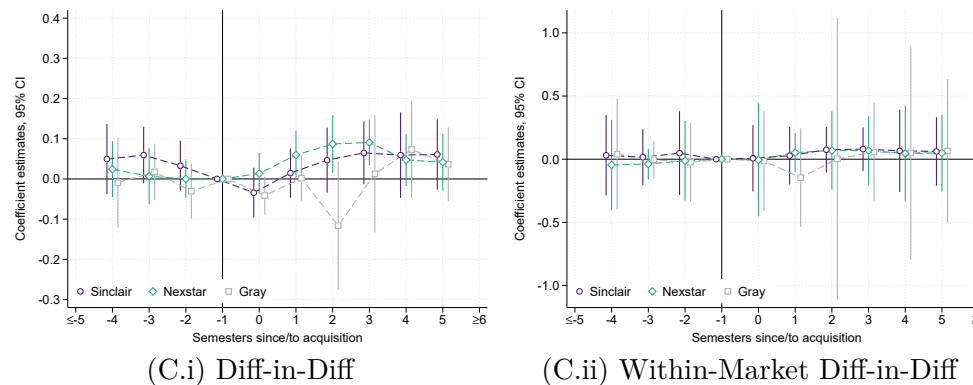 Coefficient estimates, 95% CI
0.4
0.3
0.2
0.1
0.0
-0.1
-0.2
-0.3
Sinclair Nexstar Gray
≤-5 -4 -3 -2 -1 0 1 2 3 4 5 ≥6
Semesters since/to acquisition
(C.i) Diff-in-Diff
Coefficient estimates, 95% CI
1.0
0.5
0.0
-0.5
-1.0
Sinclair Nexstar Gray
≤-5 -4 -3 -2 -1 0 1 2 3 4 5 ≥
Semesters since/to acquisition
(C.ii) Within-Market Diff-in-Diff